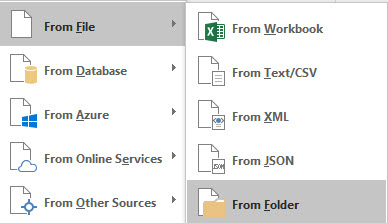 From File
From Database
From Azure
From Online Services
From Other Sources
From Workbook
From Text/CSV
From XML
From JSON
From Folder